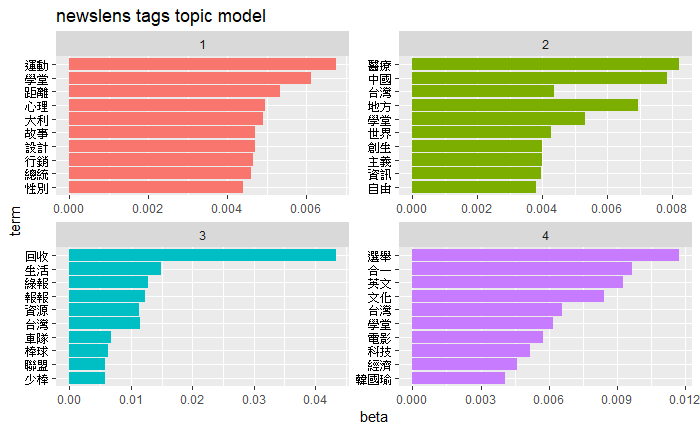 newslens tags topic model
term
1
運動
學堂
距離
心理
大利
故事
設計
行銷
總統
性別
0.000 0.002 0.004 0.006
2
醫療
中國
台灣
地方
學堂
世界
創生
主義
資訊
自由
0.000 0.002 0.004 0.006 0.008
3
回收
生活
綠報
報報
資源
台灣
車隊
棒球
聯盟
少棒
0.00 0.01 0.02 0.03 0.04
4
選舉
合一
英文
文化
台灣
學堂
電影
科技
經濟
韓國瑜
0.000 0.003 0.006 0.009 0.012
beta